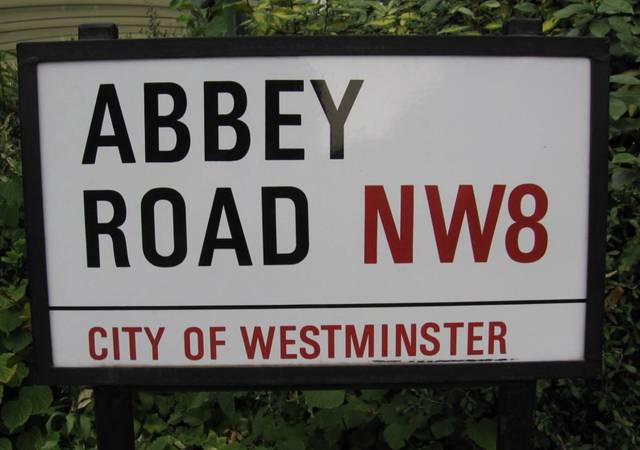 ABBEY
ROAD NW8
CITY OF WESTMINSTER